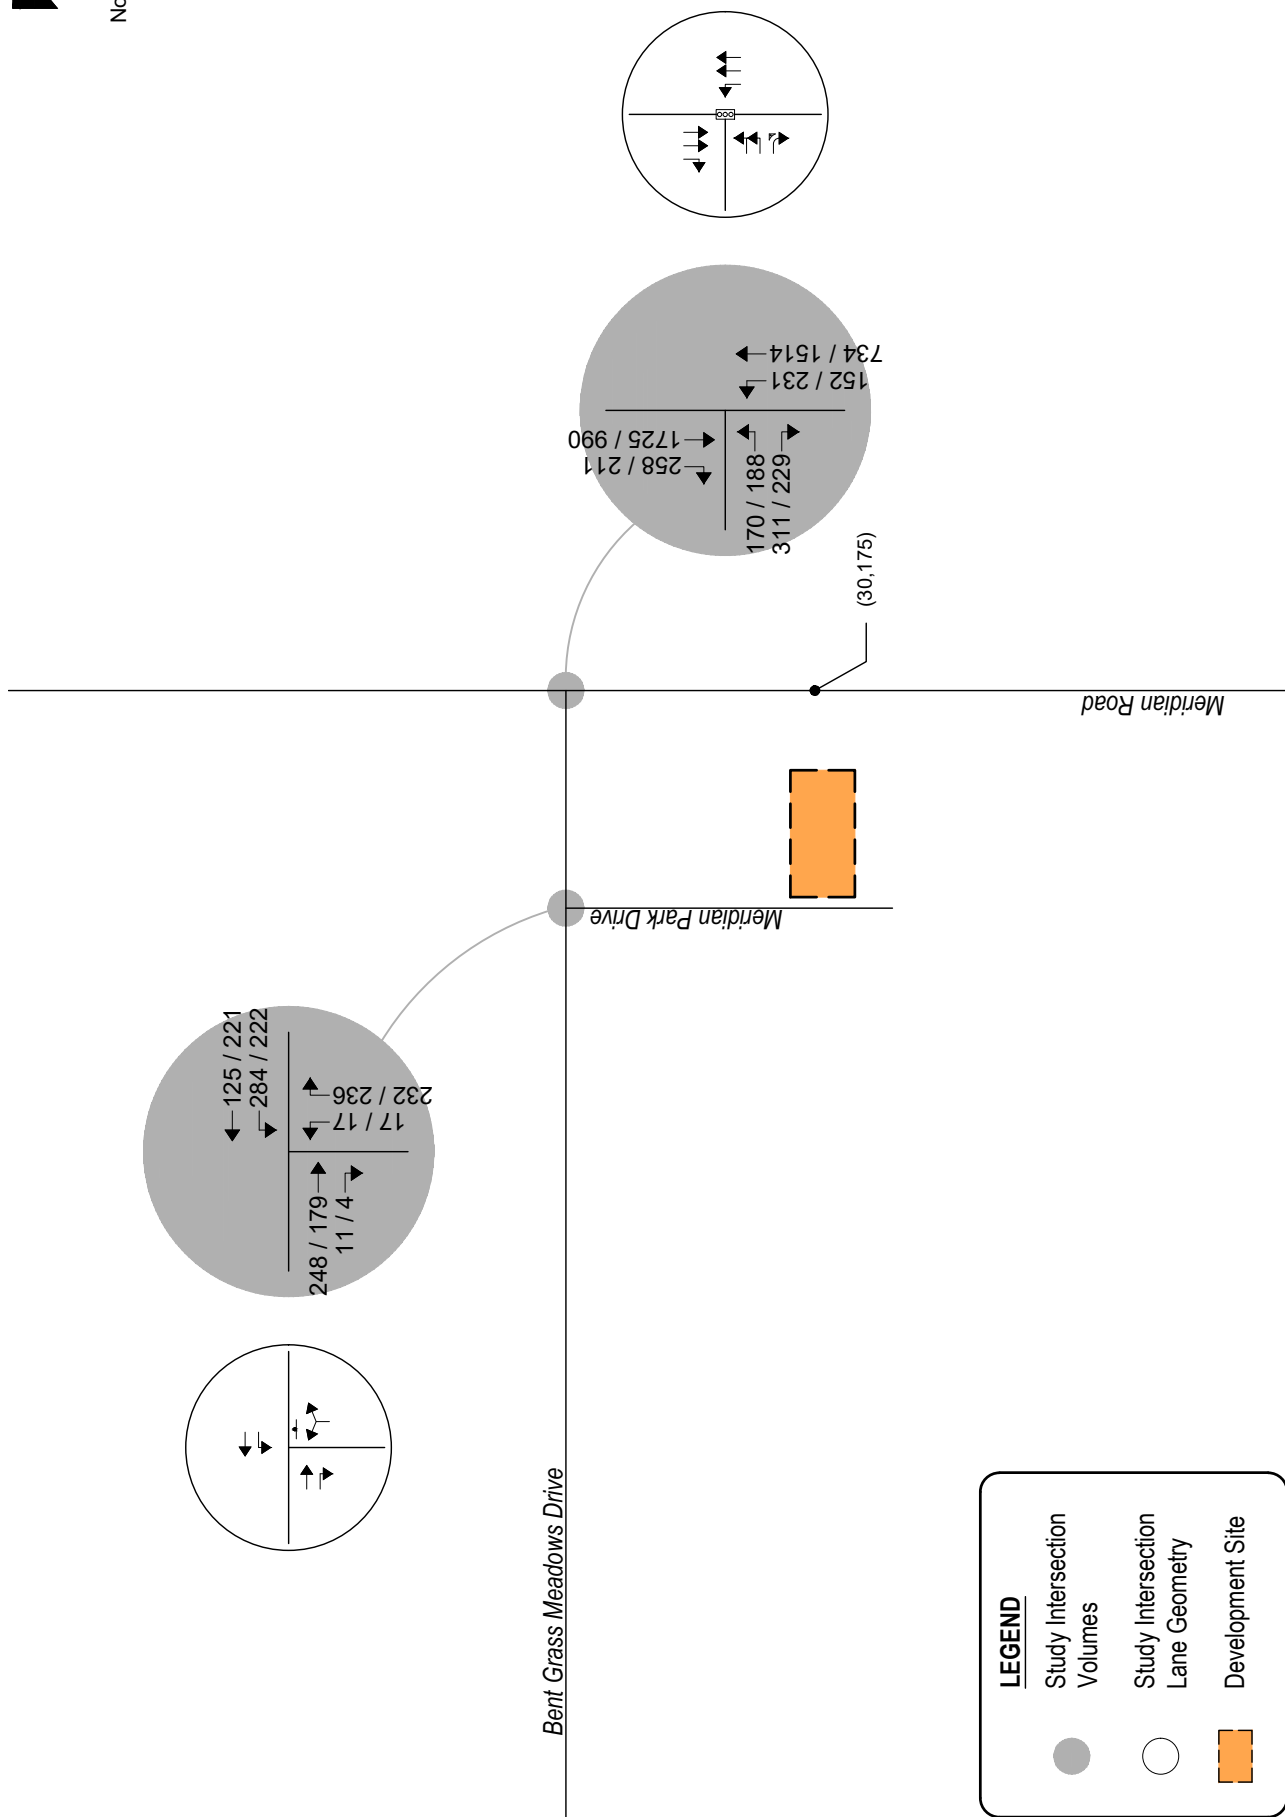 No
734 / 1514
152 / 231
1725 / 990
258 / 211
170 / 188
311 / 229
(30,175)
Meridian Road
Meridian Park Drive
125 / 221
284 / 222
232 / 236
17 / 17
248 / 179
11 / 4
Bent Grass Meadows Drive
LEGEND
Study Intersection
Volumes
Study Intersection
Lane Geometry
Development Site